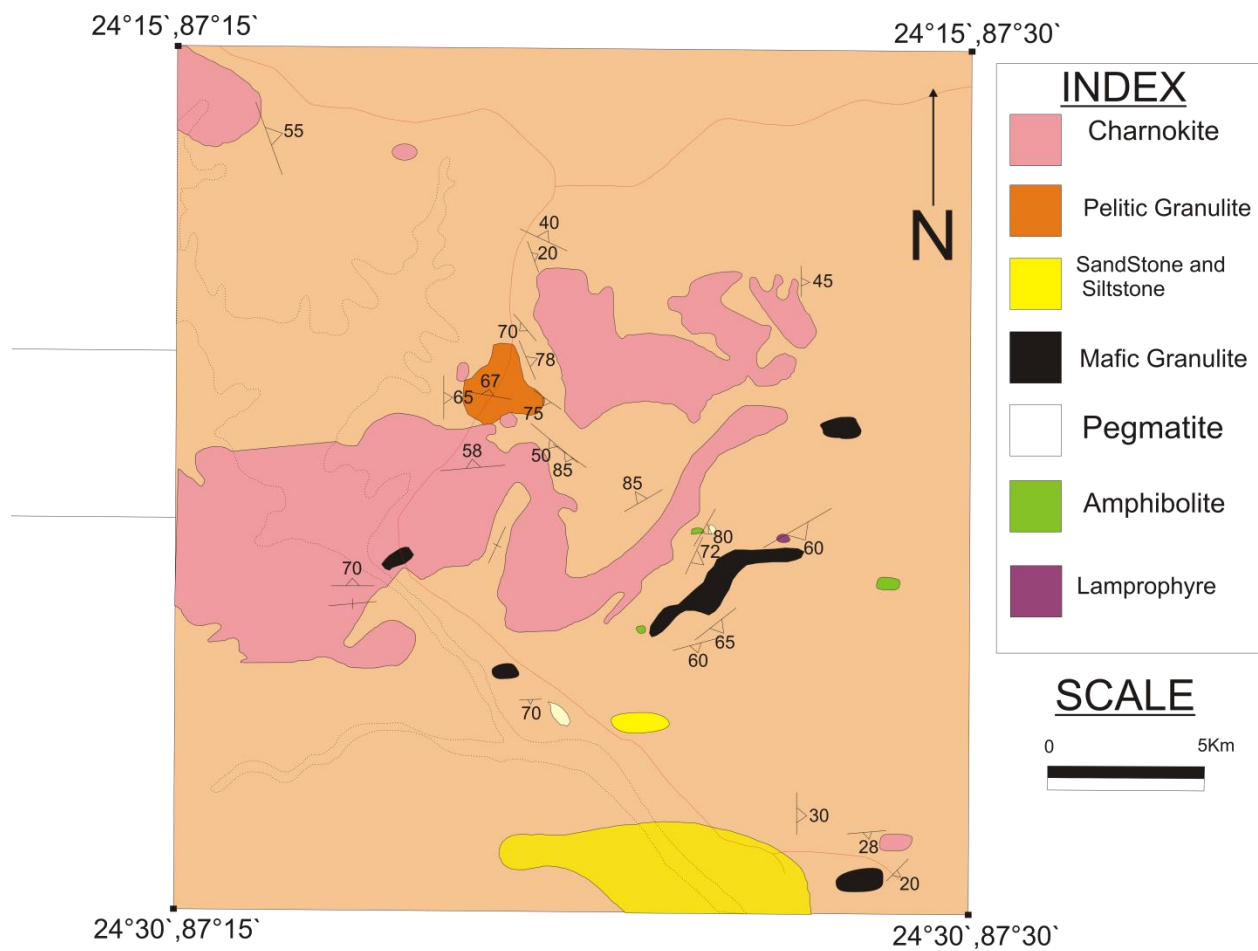 24°15`,87°15`
24°15`,87°30`
INDEX
Charnokite
Pelitic Granulite
SandStone and
Siltstone
Mafic Granulite
Pegmatite
Amphibolite
Lamprophyre
SCALE
0 5Km
N
55
40
20
45
70
78
67
65
75
58
50
85
85
80
72
60
70
65
60
70
30
28
20
24°30`,87°15`
24°30`,87°30`